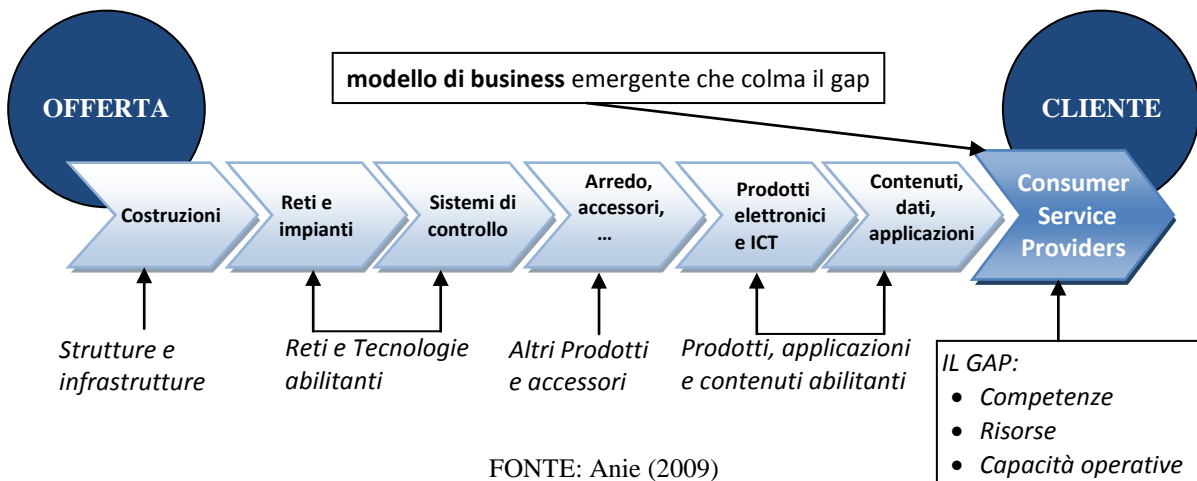 modello di business emergente che colma il gap
OFFERTA
CLIENTE
Costruzioni
Reti e
impianti
Sistemi di
controllo
Arredo,
accessori,
...
Prodotti
elettronici
e ICT
Contenuti,
dati,
applicazioni
Consumer
Service
Providers
Strutture e
infrastrutture
Reti e Tecnologie
abilitanti
Altri Prodotti
e accessori
Prodotti, applicazioni
e contenuti abilitanti
IL GAP:
• Competenze
• Risorse
• Capacità operative
FONTE: Anie (2009)